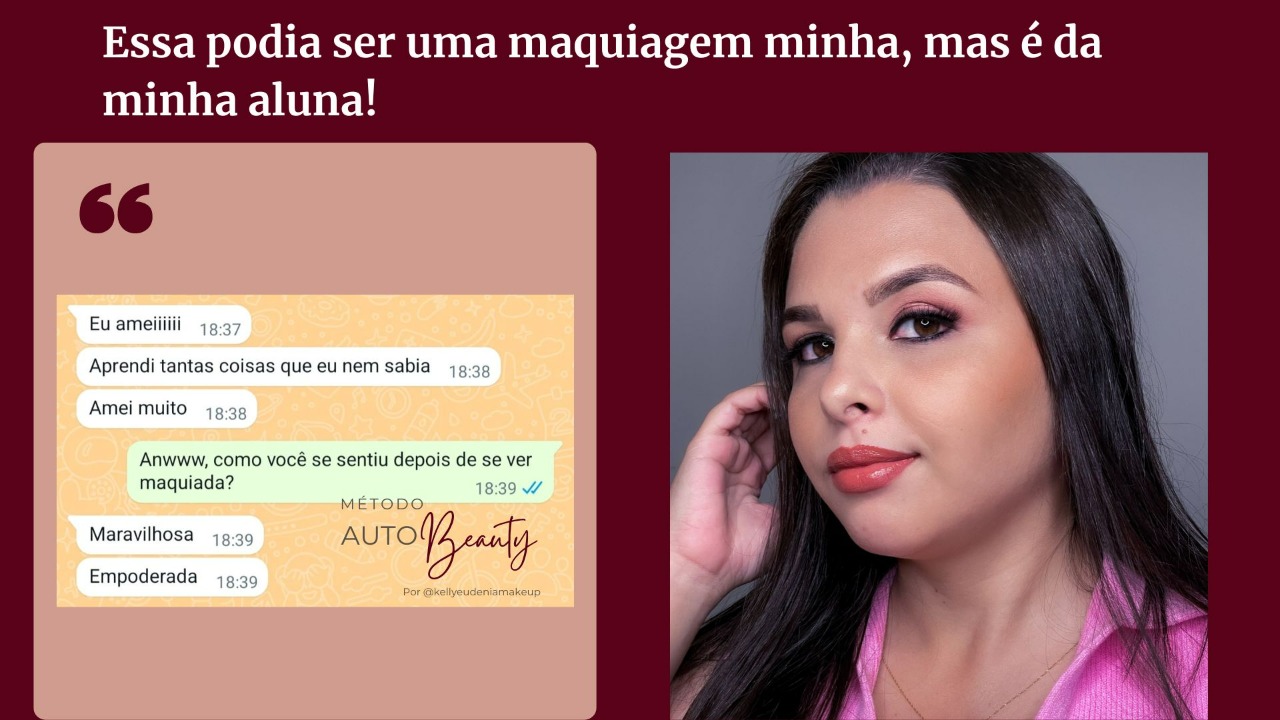 Essa podia ser uma maquiagem minha, mas é da
minha aluna!
Eu ameiiiiii 18:37
Aprendi tantas coisas que eu nem sabia 18:38
Amei muito 18:38
Anwww, como você se sentiu depois de se ver
maquiada? 18:39
MÉTODO
AUTO Beauty
Maravilhosa 18:39
Empoderada 18:39
Por @kellyeudeniamakeup